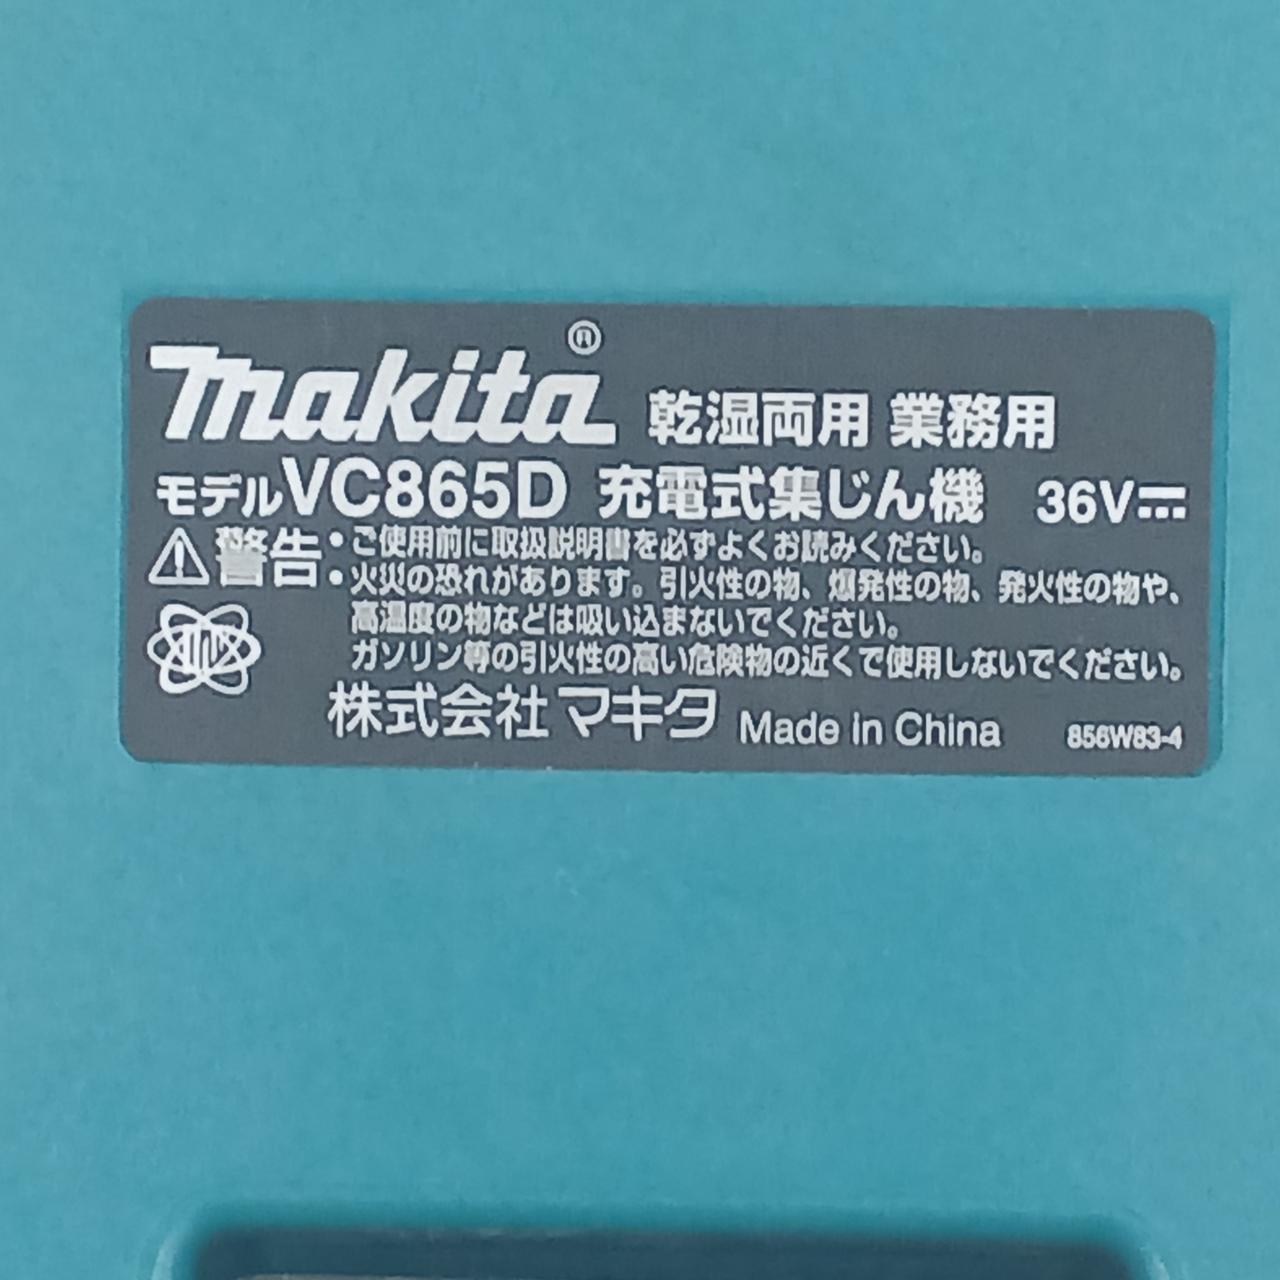 makita® 乾湿両用 業務用
モデルVC865D 充電式集じん機 36V
警告 ・ご使用前に取扱説明書を必ずよくお読みください。
・火災の恐れがあります。引火性の物、爆発性の物、発火性の物や、
高温度の物などは吸い込まないでください。
ガソリン等の引火性の高い危険物の近くで使用しないでください。
株式会社マキタ Made in China 856W83-4